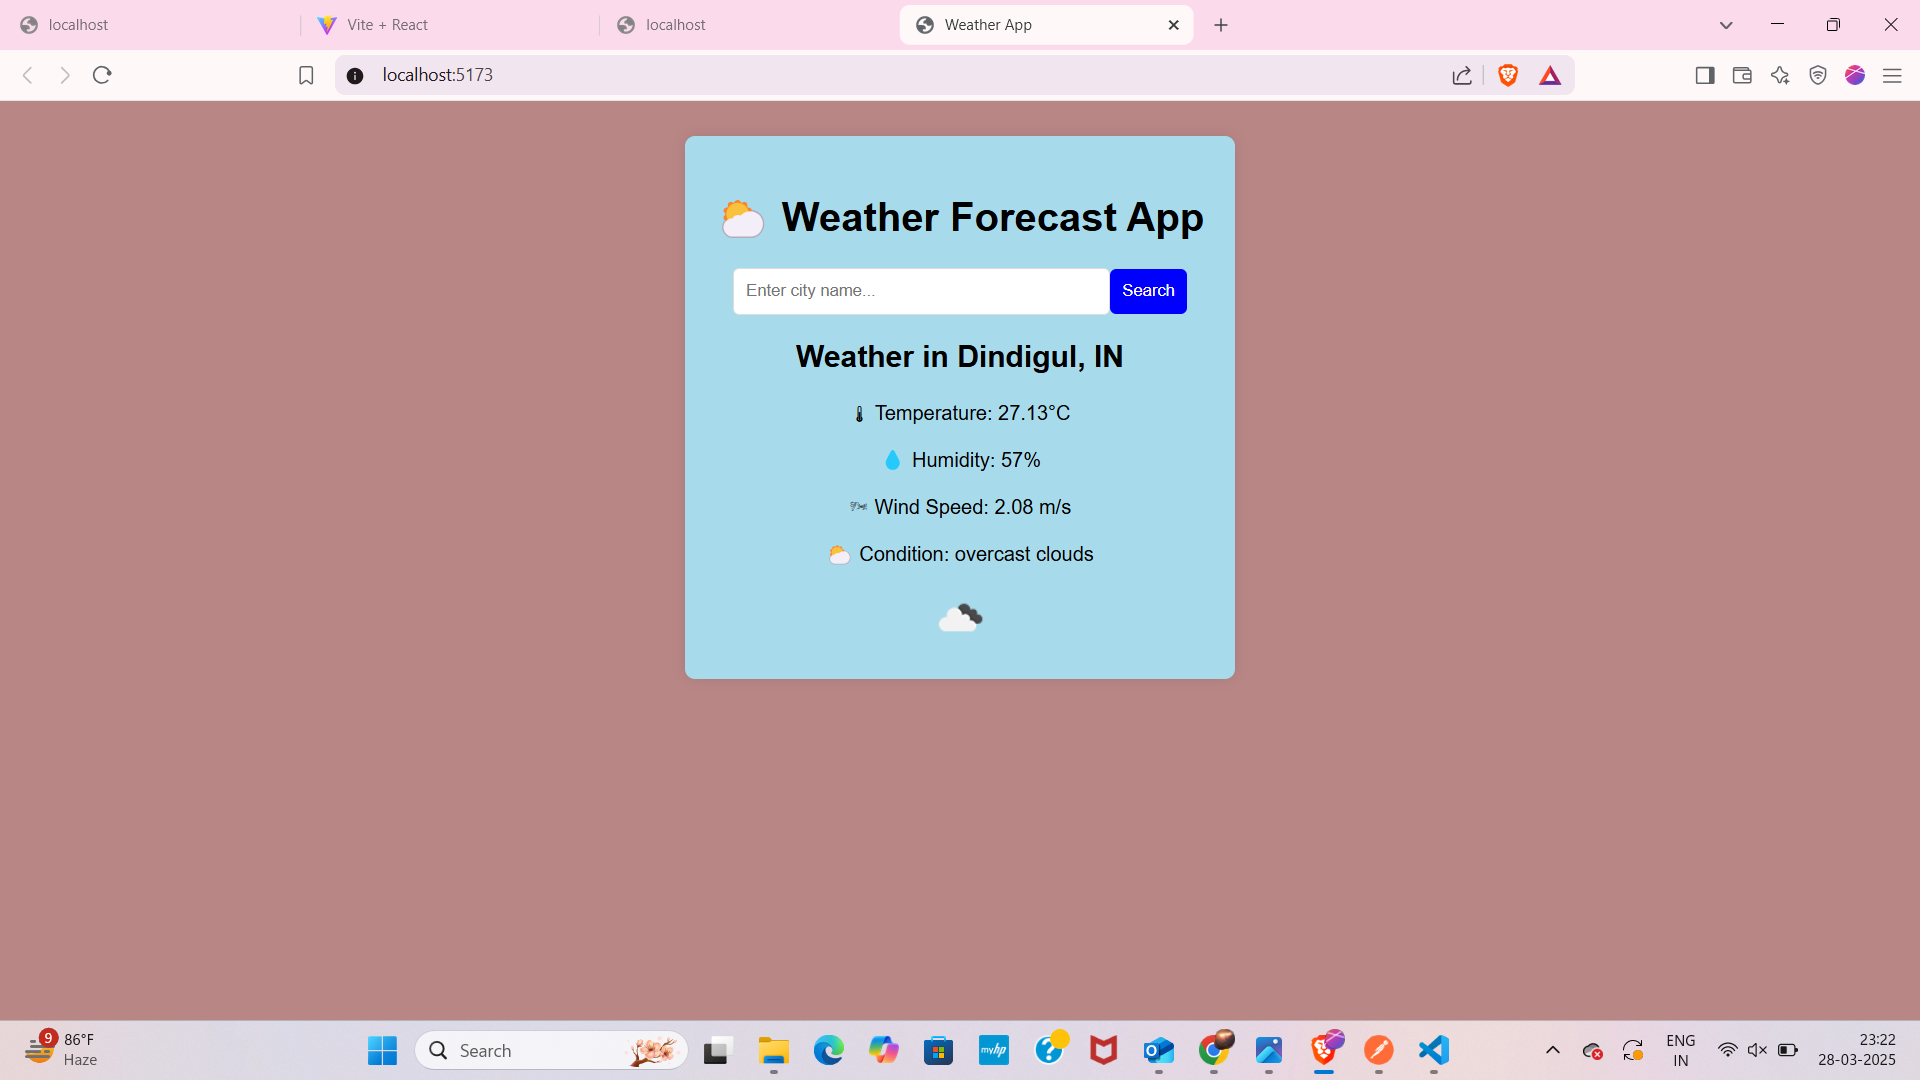 localhost
Vite + React
localhost
Weather App
localhost:5173
Weather Forecast App
Enter city name...
Search
Weather in Dindigul, IN
Temperature: 27.13°C
Humidity: 57%
Wind Speed: 2.08 m/s
Condition: overcast clouds
9
86°F
Haze
Search
myhp
ENG
IN
23:22
28-03-2025